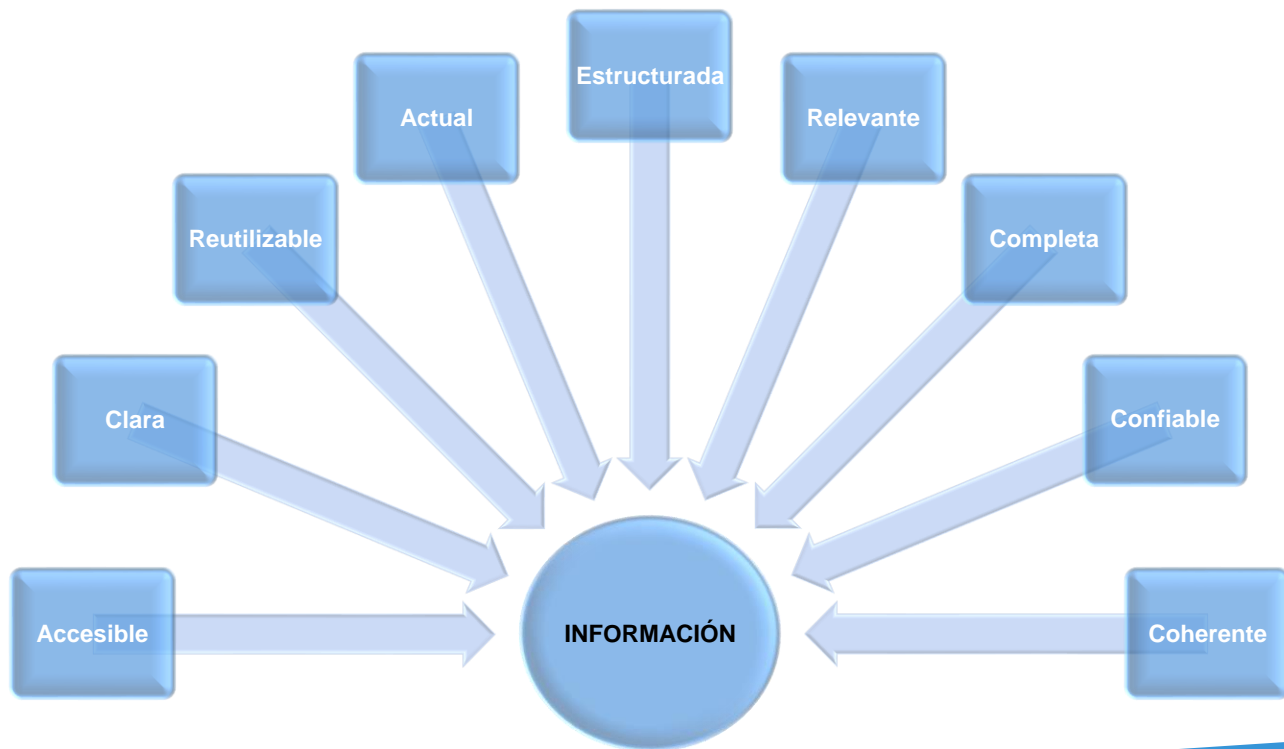 Accesible
Clara
Reutilizable
Actual
Estructurada
Relevante
Completa
Confiable
Coherente
INFORMACIÓN